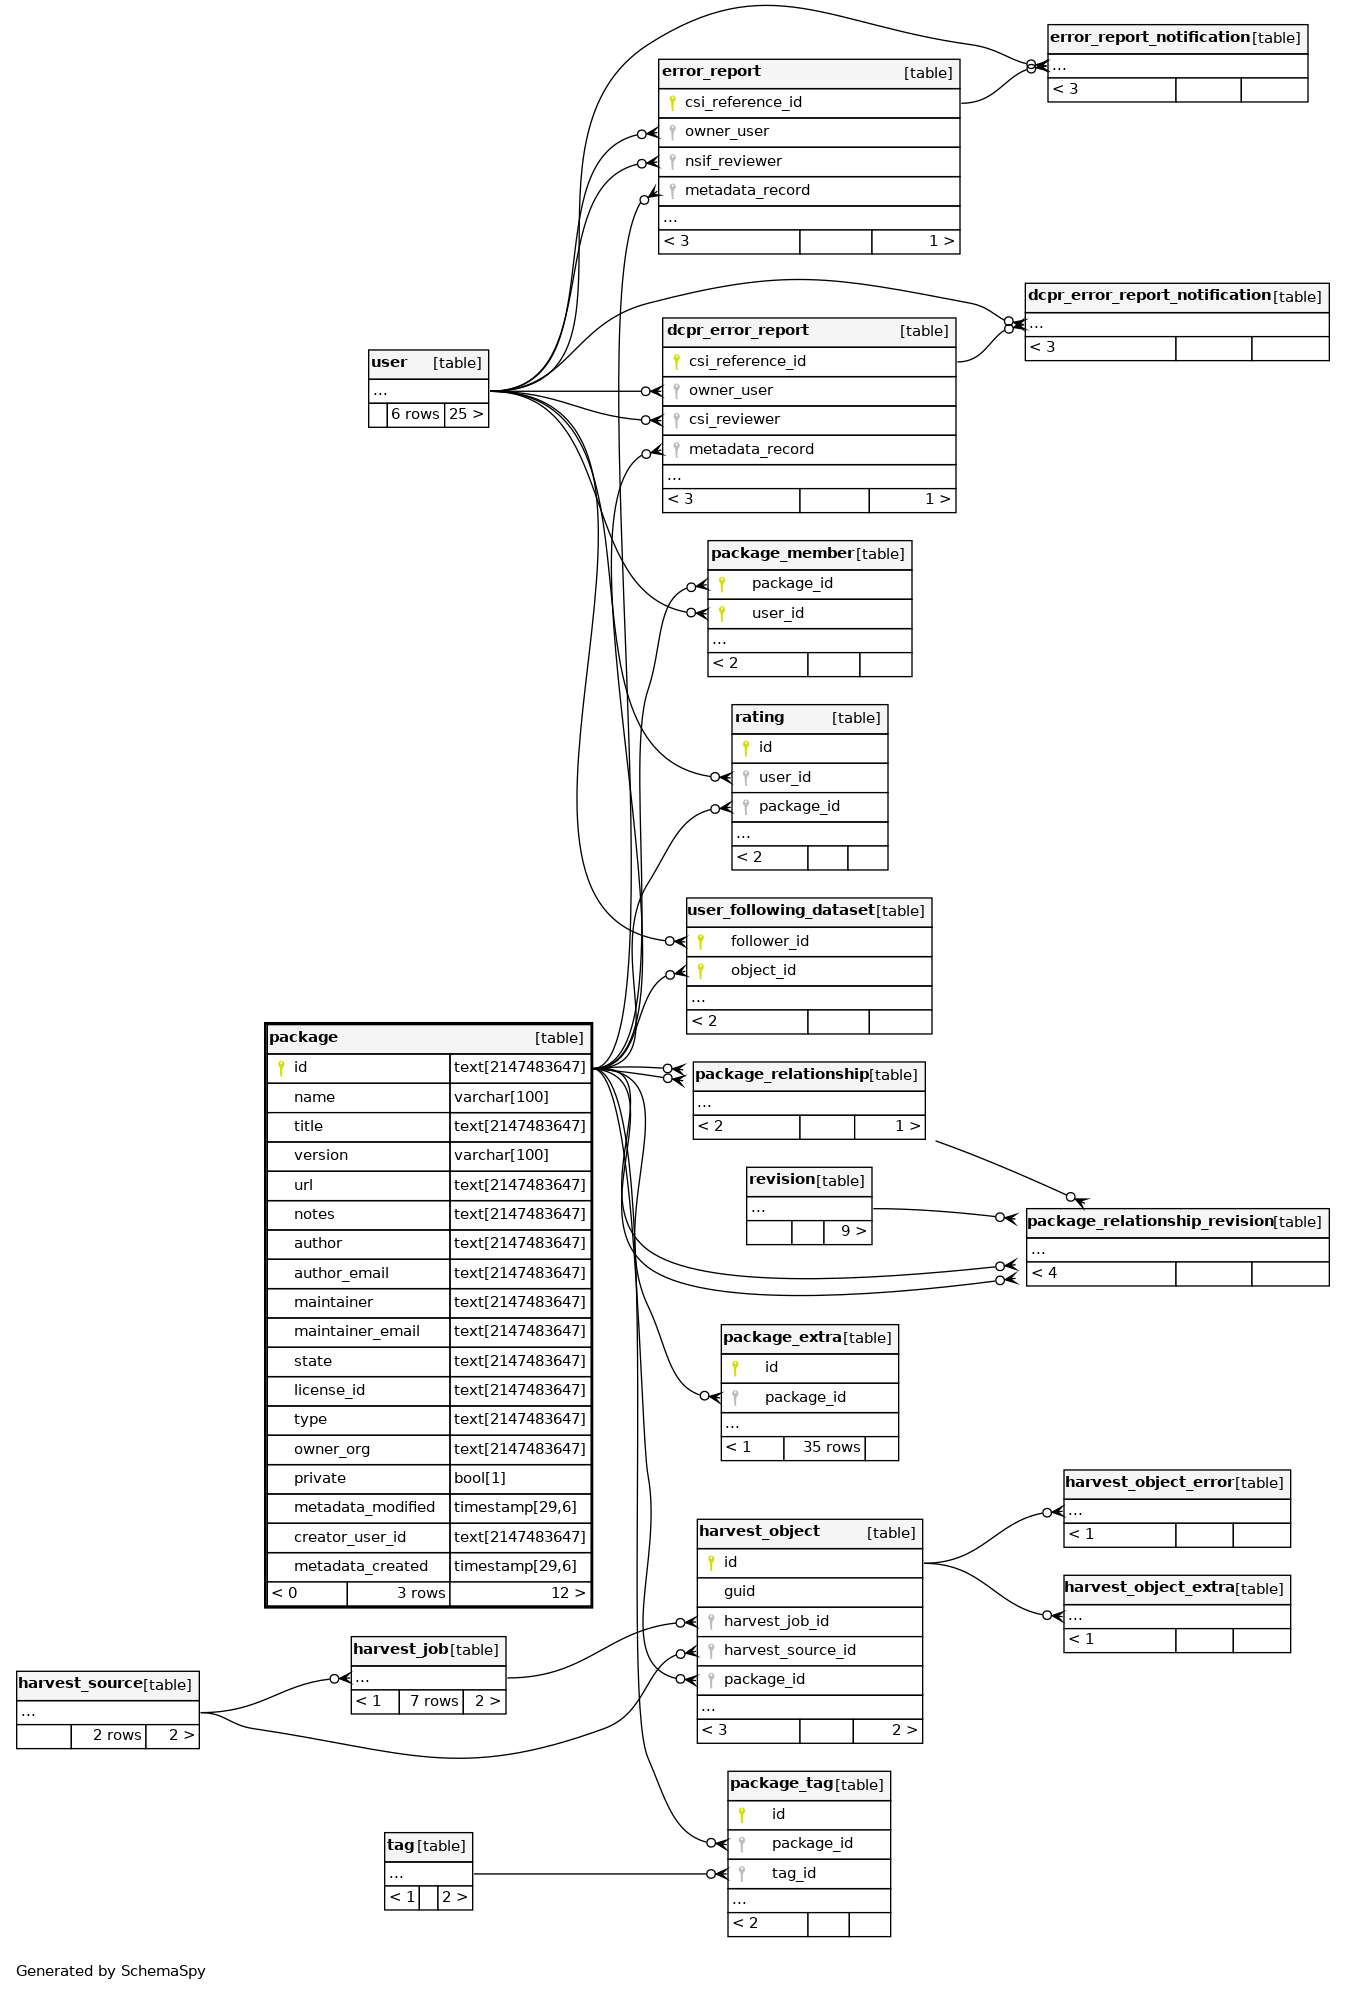 error_report_notification [table]
...
< 3
error_report [table]
csi_reference_id
owner_user
nsif_reviewer
metadata_record
...
< 3 1 >
dcpr_error_report_notification [table]
...
< 3
dcpr_error_report [table]
csi_reference_id
owner_user
csi_reviewer
metadata_record
...
< 3 1 >
user [table]
...
6 rows 25 >
package_member [table]
package_id
user_id
...
< 2
rating [table]
id
user_id
package_id
...
< 2
user_following_dataset [table]
follower_id
object_id
...
< 2
package [table]
id text[2147483647]
name varchar[100]
title text[2147483647]
version varchar[100]
url text[2147483647]
notes text[2147483647]
author text[2147483647]
author_email text[2147483647]
maintainer text[2147483647]
maintainer_email text[2147483647]
state text[2147483647]
license_id text[2147483647]
type text[2147483647]
owner_org text[2147483647]
private bool[1]
metadata_modified timestamp[29,6]
creator_user_id text[2147483647]
metadata_created timestamp[29,6]
< 0 3 rows 12 >
package_relationship [table]
...
< 2 1 >
revision [table]
...
9 >
package_relationship_revision [table]
...
< 4
package_extra [table]
id
package_id
...
< 1 35 rows
harvest_object_error [table]
...
< 1
harvest_object [table]
id
guid
harvest_job_id
harvest_source_id
package_id
...
< 3 2 >
harvest_object_extra [table]
...
< 1
harvest_job [table]
...
< 1 7 rows 2 >
harvest_source [table]
...
2 rows 2 >
package_tag [table]
id
package_id
tag_id
...
< 2
tag [table]
...
< 1 2 >
Generated by SchemaSpy